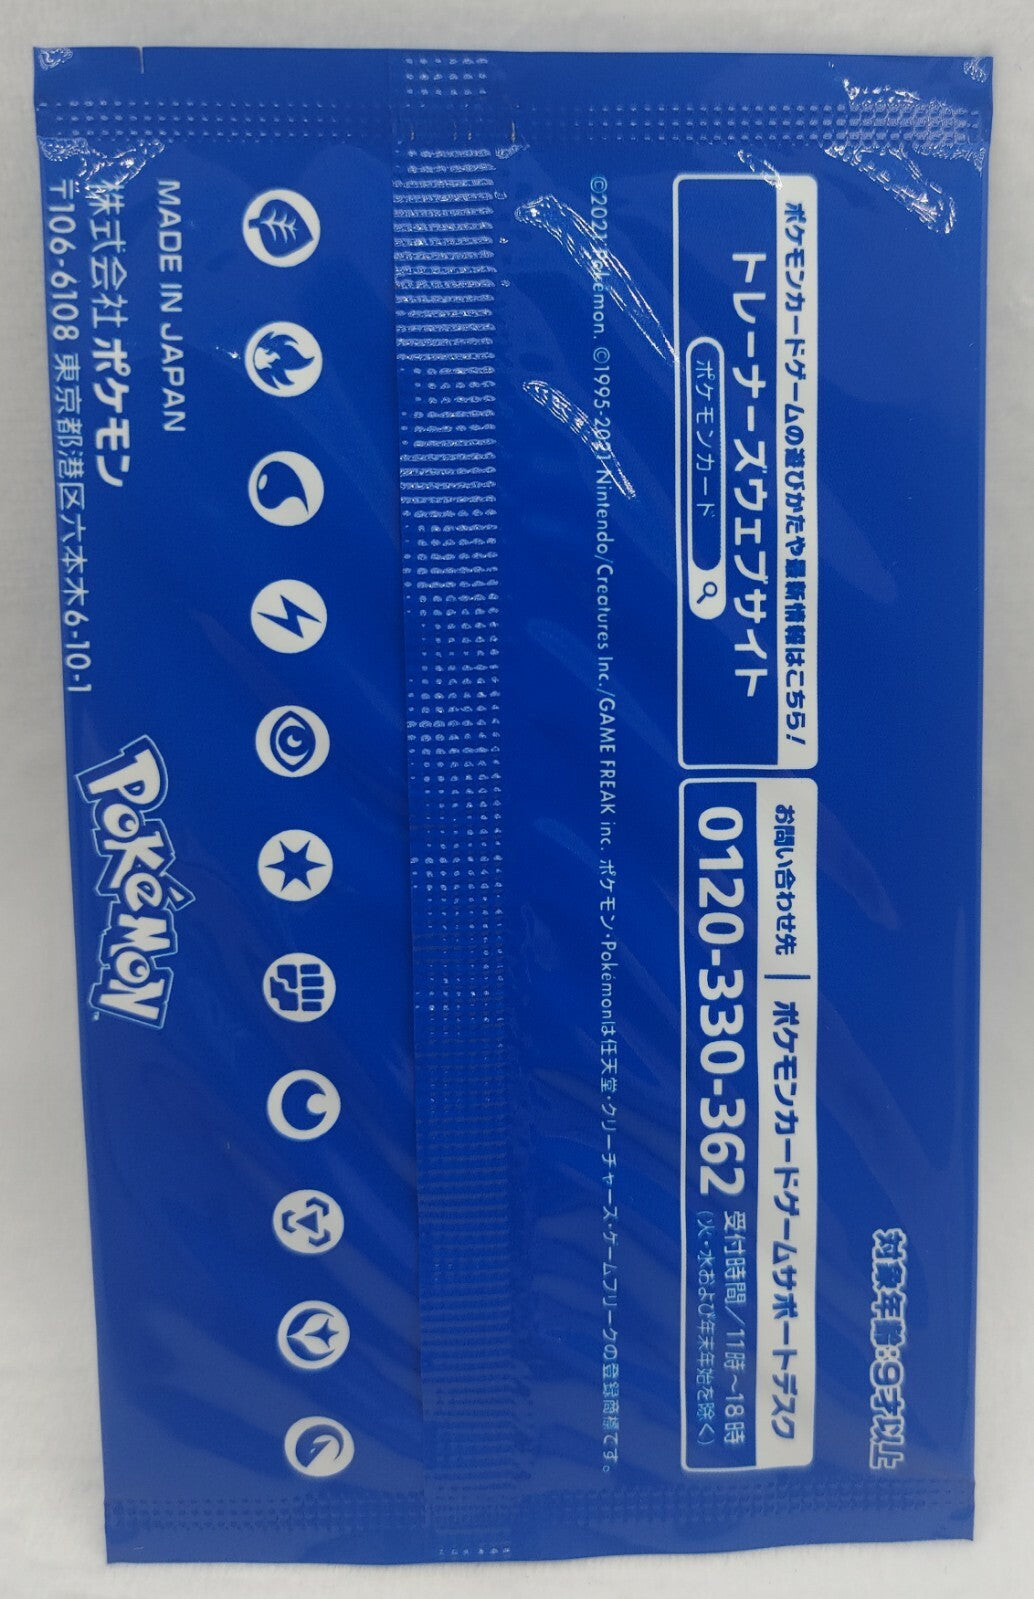 対象年齢:9才以上
ポケモンカードゲームの遊びかたや最新情報はこちら!
トレーナーズウェブサイト
ポケモンカード
お問い合わせ先 | ポケモンカードゲームサポートデスク
0120-330-362 受付時間/11時~18時
(火・水および年末年始を除く)
©2021 Pokémon. ©1995-2021 Nintendo/Creatures Inc./GAME FREAK inc. ポケモン・Pokémonは任天堂・クリーチャーズ・ゲームフリークの登録商標です。
MADE IN JAPAN
株式会社ポケモン
〒106-6108 東京都港区六本木6-10-1
POKéMON
TM